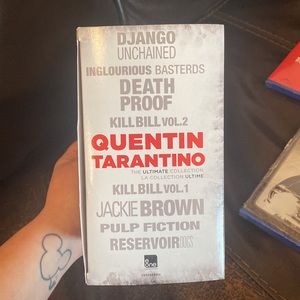 DJANGO
UNCHAINED
INGLOURIOUS BASTERDS
DEATH
PROOF
KILL BILL VOL.2
QUENTIN
TARANTINO
THE ULTIMATE COLLECTION
LA COLLECTION ULTIME
KILL BILL VOL.1
JACKIE BROWN
PULP FICTION
RESERVOIR DOGS
one